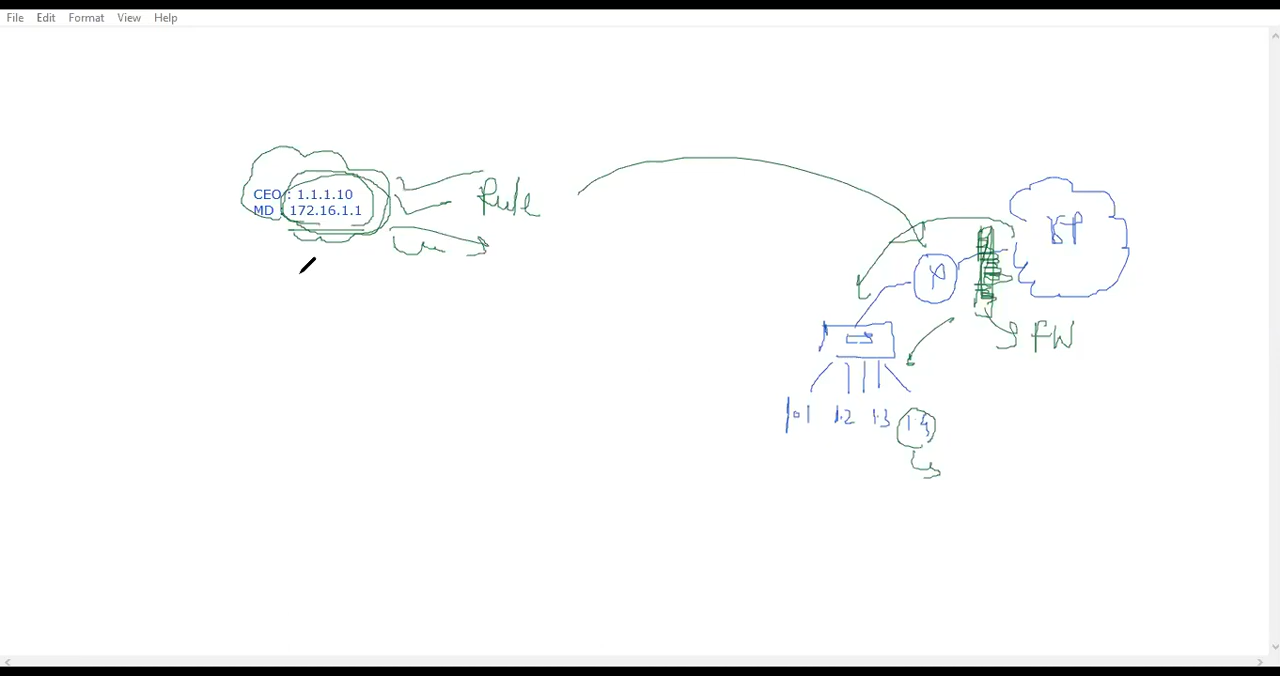 File Edit Format View Help
CEO : 1.1.1.10
MD : 172.16.1.1
Rule
FW
1.1 1.2 1.3 1.4